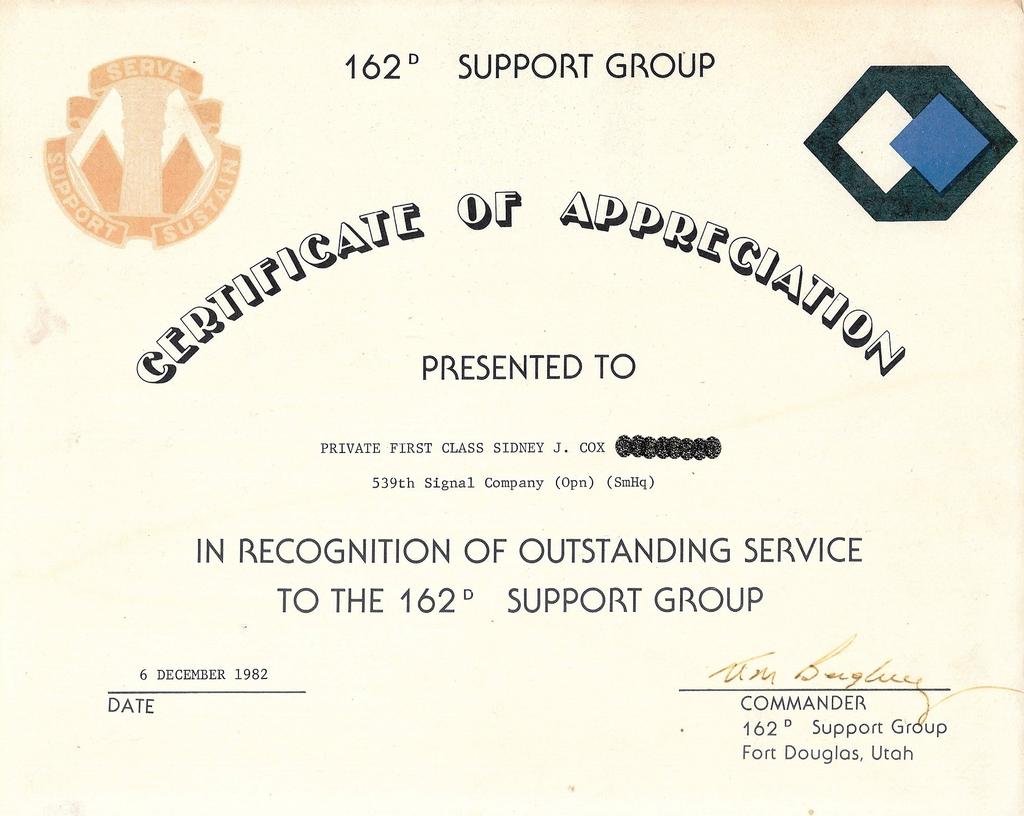 162ᴰ SUPPORT GROUP
SERVE
SUPPORT
SUSTAIN
CERTIFICATE OF APPRECIATION
PRESENTED TO
PRIVATE FIRST CLASS SIDNEY J. COX
539th Signal Company (Opn) (SmHq)
IN RECOGNITION OF OUTSTANDING SERVICE
TO THE 162ᴰ SUPPORT GROUP
6 DECEMBER 1982
DATE
COMMANDER
162ᴰ Support Group
Fort Douglas, Utah